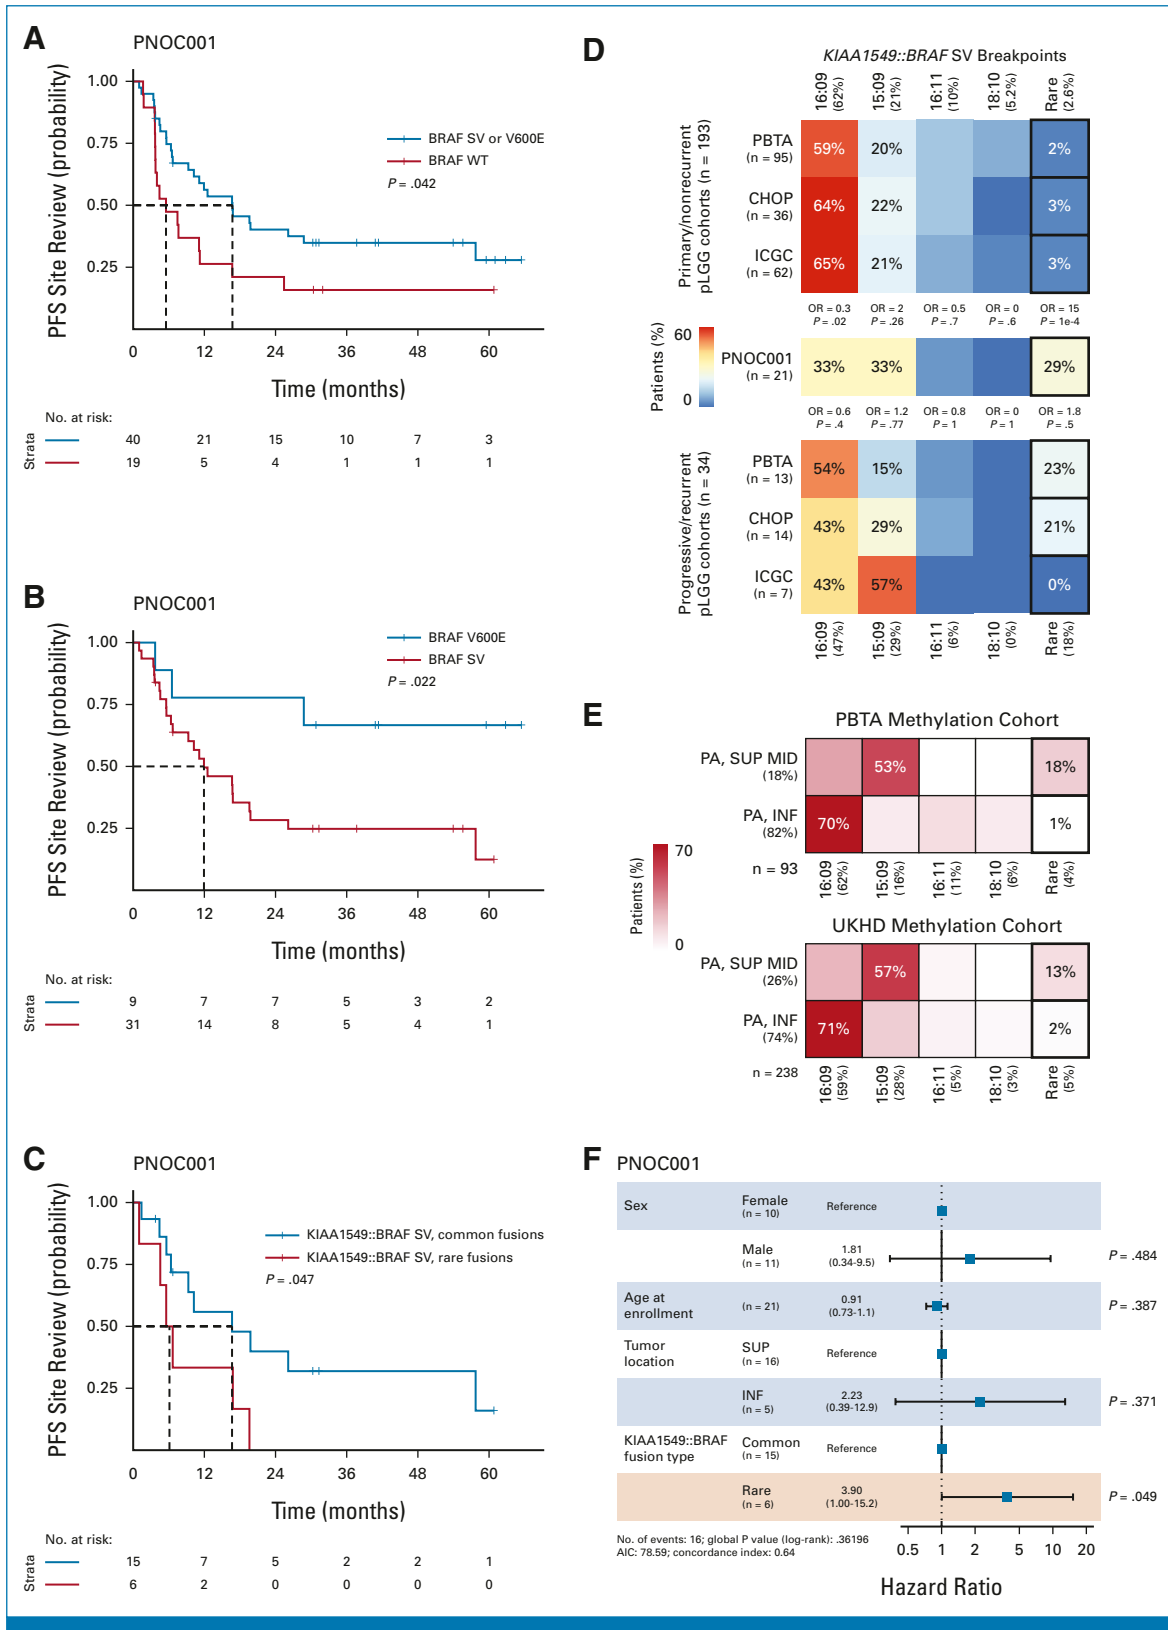 A
PNOC001
PFS Site Review (probability)
1.00
0.75
0.50
0.25
BRAF SV or V600E
BRAF WT
P = .042
0 12 24 36 48 60
Time (months)
No. at risk:
Strata
40 21 15 10 7 3
19 5 4 1 1 1
B
PNOC001
PFS Site Review (probability)
1.00
0.75
0.50
0.25
BRAF V600E
BRAF SV
P = .022
0 12 24 36 48 60
Time (months)
No. at risk:
Strata
9 7 7 5 3 2
31 14 8 5 4 1
C
PNOC001
PFS Site Review (probability)
1.00
0.75
0.50
0.25
KIAA1549::BRAF SV, common fusions
KIAA1549::BRAF SV, rare fusions
P = .047
0 12 24 36 48 60
Time (months)
No. at risk:
Strata
15 7 5 2 2 1
6 2 0 0 0 0
D
KIAA1549::BRAF SV Breakpoints
16:09 (62%)
15:09 (21%)
16:11 (10%)
18:10 (5.2%)
Rare (2.6%)
Primary/nonrecurrent
pLGG cohorts (n = 193)
PBTA
(n = 95)
59% 20% 2%
CHOP
(n = 36)
64% 22% 3%
ICGC
(n = 62)
65% 21% 3%
OR = 0.3 OR = 2 OR = 0.5 OR = 0 OR = 15
P = .02 P = .26 P = .7 P = .6 P = 1e-4
Patients (%)
60
0
PNOC001
(n = 21)
33% 33% 29%
OR = 0.6 OR = 1.2 OR = 0.8 OR = 0 OR = 1.8
P = .4 P = .77 P = 1 P = 1 P = .5
Progressive/recurrent
pLGG cohorts (n = 34)
PBTA
(n = 13)
54% 15% 23%
CHOP
(n = 14)
43% 29% 21%
ICGC
(n = 7)
43% 57% 0%
16:09 (47%)
15:09 (29%)
16:11 (6%)
18:10 (0%)
Rare (18%)
E
PBTA Methylation Cohort
PA, SUP MID
(18%)
53% 18%
PA, INF
(82%)
70% 1%
n = 93
16:09 (62%)
15:09 (16%)
16:11 (11%)
18:10 (6%)
Rare (4%)
Patients (%)
70
0
UKHD Methylation Cohort
PA, SUP MID
(26%)
57% 13%
PA, INF
(74%)
71% 2%
n = 238
16:09 (59%)
15:09 (28%)
16:11 (5%)
18:10 (3%)
Rare (5%)
F
PNOC001
Sex Female Reference
(n = 10)
Male 1.81 P = .484
(n = 11) (0.34-9.5)
Age at 0.91 P = .387
enrollment (n = 21) (0.73-1.1)
Tumor SUP Reference
location (n = 16)
INF 2.23 P = .371
(n = 5) (0.39-12.9)
KIAA1549::BRAF Common Reference
fusion type (n = 15)
Rare 3.90 P = .049
(n = 6) (1.00-15.2)
No. of events: 16; global P value (log-rank): .36196
AIC: 78.59; concordance index: 0.64
0.5 1 2 5 10 20
Hazard Ratio